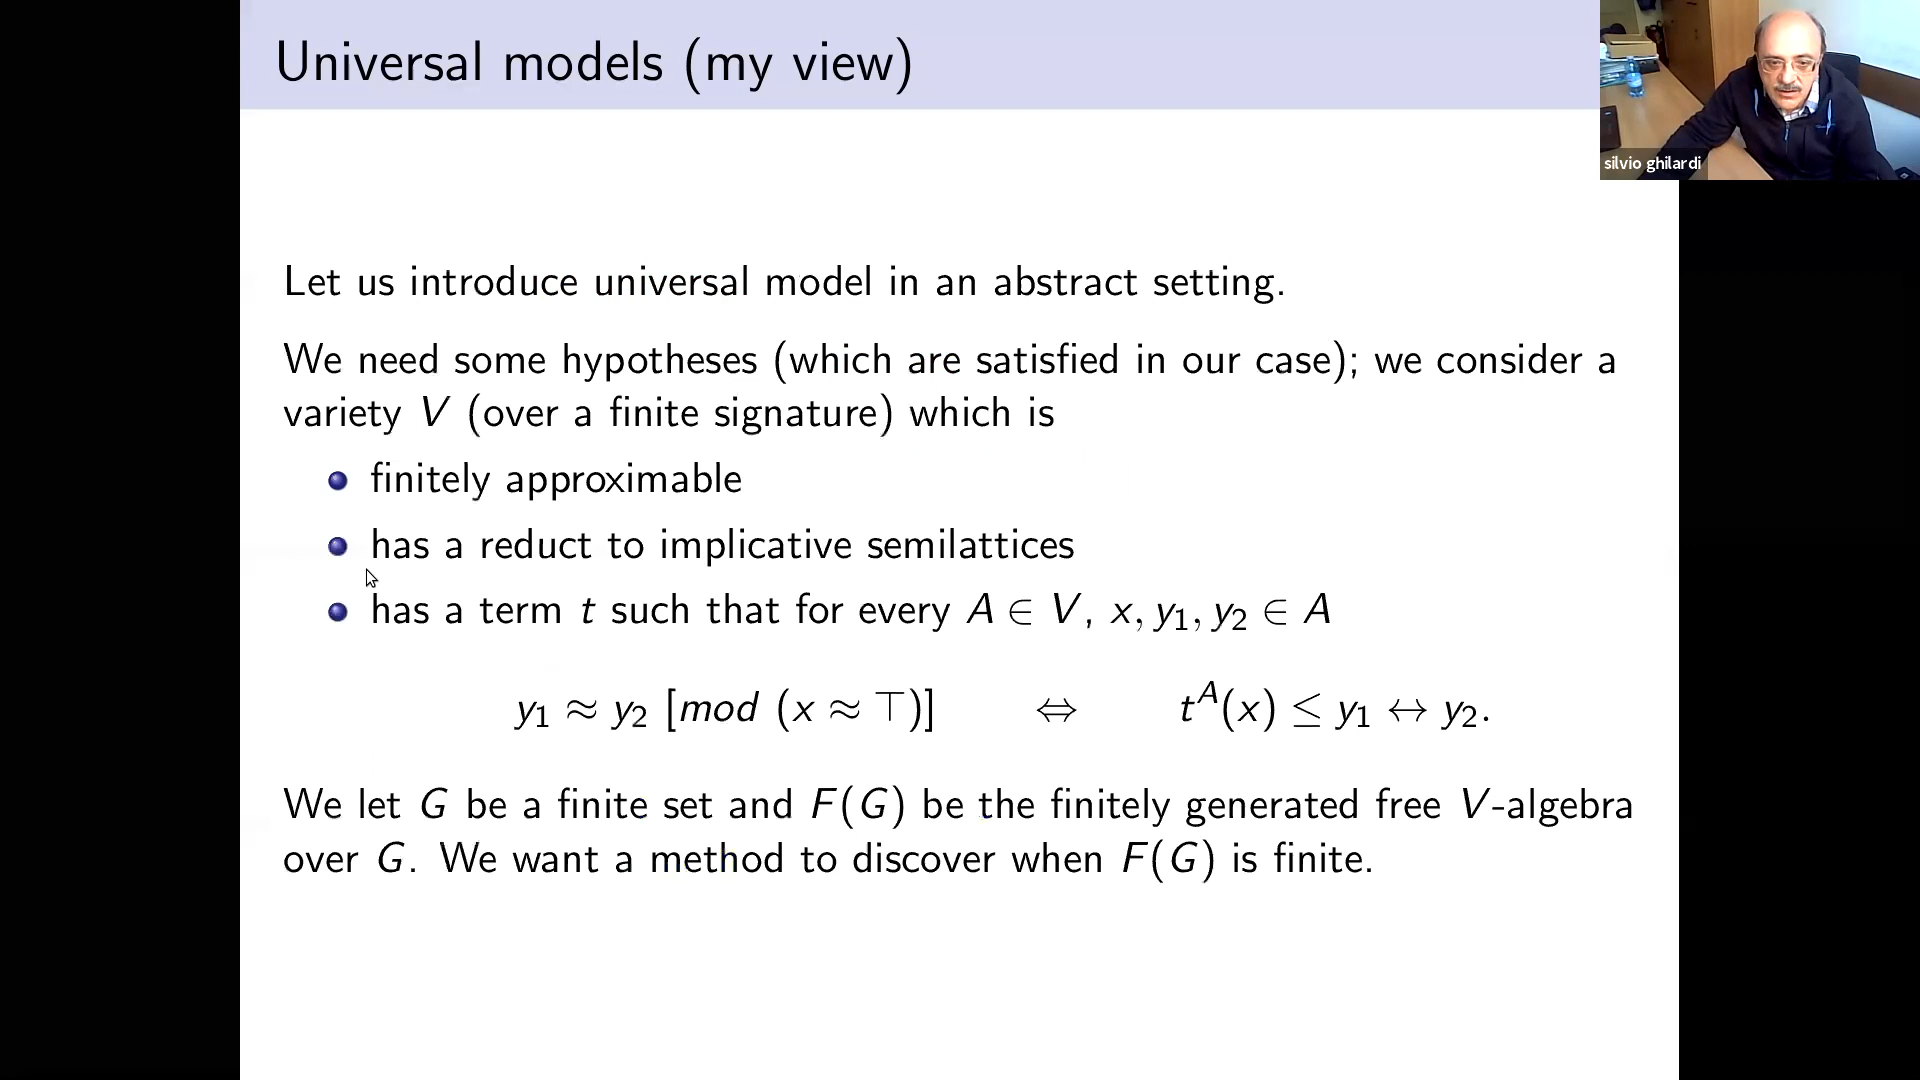 Universal models (my view)
silvio ghilardi
Let us introduce universal model in an abstract setting.
We need some hypotheses (which are satisfied in our case); we consider a
variety V (over a finite signature) which is
finitely approximable
has a reduct to implicative semilattices
has a term t such that for every A ∈ V, x, y₁, y₂ ∈ A
y₁ ≈ y₂ [mod (x ≈ ⊤)] ⇔ tᴬ(x) ≤ y₁ ↔ y₂.
We let G be a finite set and F(G) be the finitely generated free V-algebra
over G. We want a method to discover when F(G) is finite.